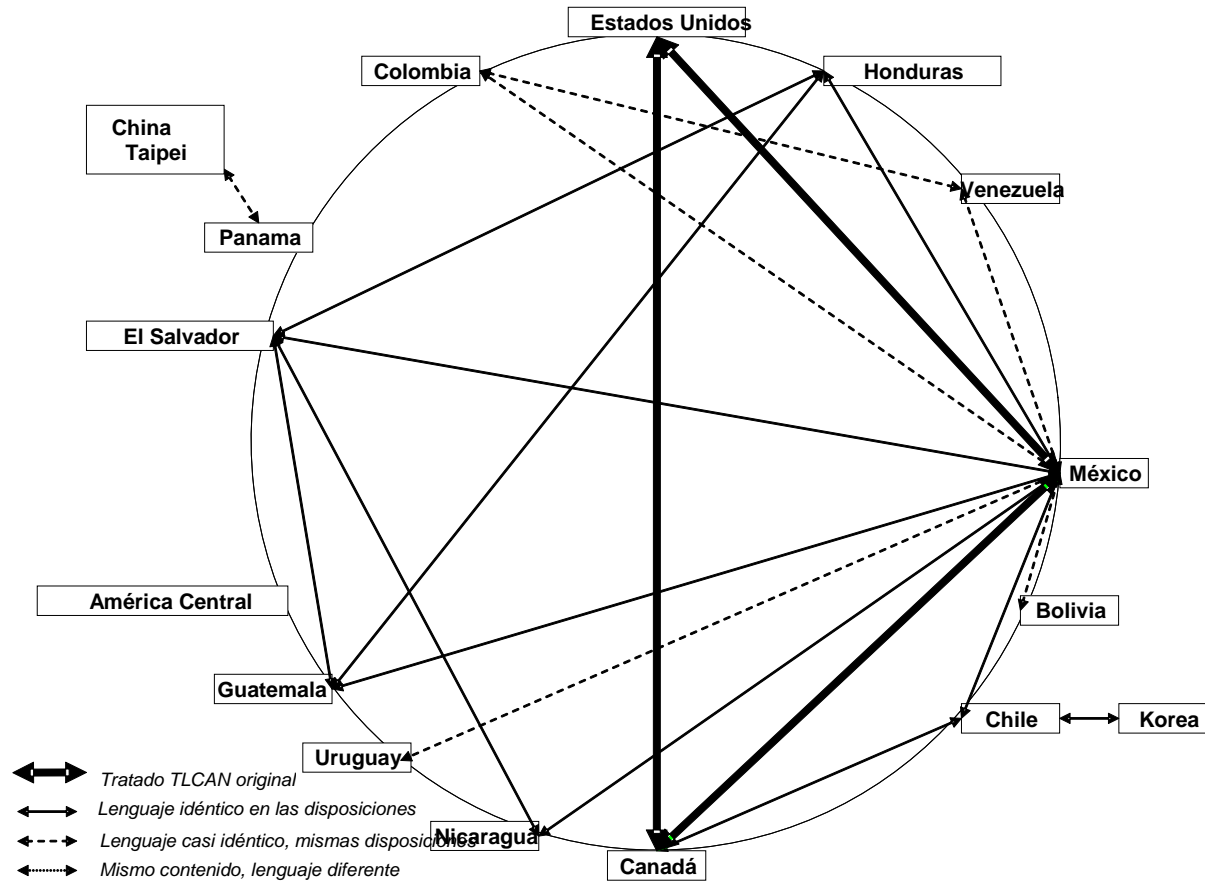 Estados Unidos
Colombia
Honduras
China
Taipei
Venezuela
Panama
El Salvador
México
América Central
Bolivia
Guatemala
Chile
Korea
Uruguay
Tratado TLCAN original
Lenguaje idéntico en las disposiciones
Nicaragua
Lenguaje casi idéntico, mismas disposiciones
Canadá
Mismo contenido, lenguaje diferente